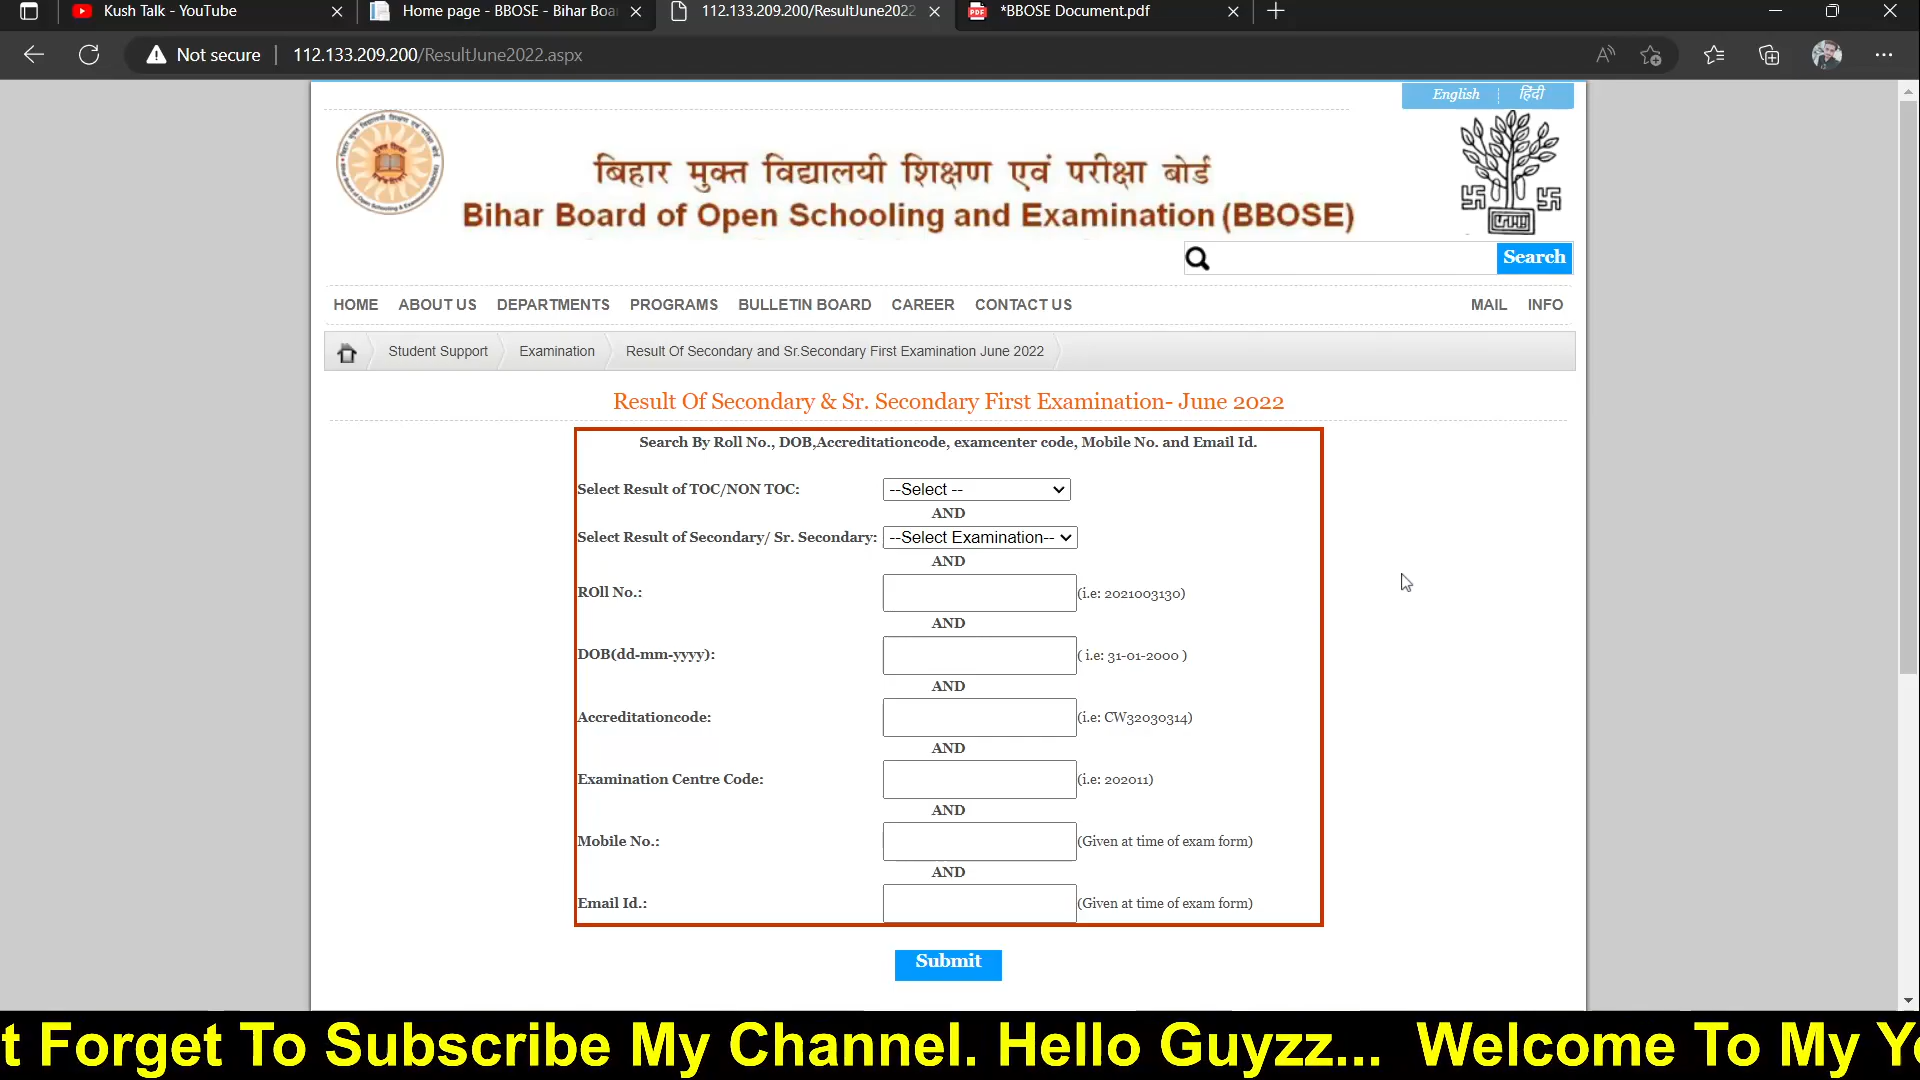 Kush Talk - YouTube
Home page - BBOSE - Bihar Boa
112.133.209.200/ResultJune2022
*BBOSE Document.pdf
Not secure
112.133.209.200/ResultJune2022.aspx
English
हिंदी
बिहार मुक्त विद्यालयी शिक्षण एवं परीक्षा बोर्ड
Bihar Board of Open Schooling and Examination (BBOSE)
Search
HOME ABOUT US DEPARTMENTS PROGRAMS BULLETIN BOARD CAREER CONTACT US MAIL INFO
Student Support Examination Result Of Secondary and Sr.Secondary First Examination June 2022
Result Of Secondary & Sr. Secondary First Examination- June 2022
Search By Roll No., DOB,Accreditationcode, examcenter code, Mobile No. and Email Id.
Select Result of TOC/NON TOC: --Select --
AND
Select Result of Secondary/ Sr. Secondary: --Select Examination--
AND
ROll No.: (i.e: 2021003130)
AND
DOB(dd-mm-yyyy): ( i.e: 31-01-2000 )
AND
Accreditationcode: (i.e: CW32030314)
AND
Examination Centre Code: (i.e: 202011)
AND
Mobile No.: (Given at time of exam form)
AND
Email Id.: (Given at time of exam form)
Submit
t Forget To Subscribe My Channel. Hello Guyzz... Welcome To My Yo